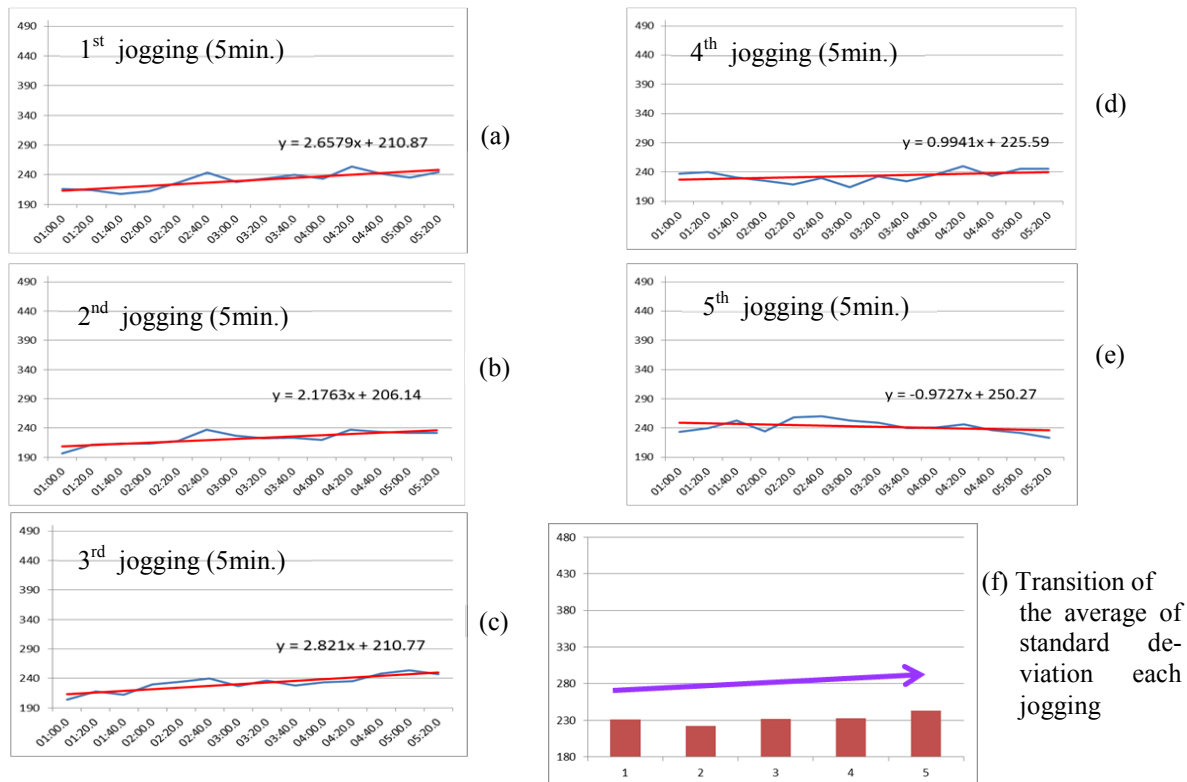 1st jogging (5min.)
490
440
390
340
290
240
190
y = 2.6579x + 210.87
01:00.0 01:20.0 01:40.0 02:00.0 02:20.0 02:40.0 03:00.0 03:20.0 03:40.0 04:00.0 04:20.0 04:40.0 05:00.0 05:20.0
(a)
2nd jogging (5min.)
490
440
390
340
290
240
190
y = 2.1763x + 206.14
01:00.0 01:20.0 01:40.0 02:00.0 02:20.0 02:40.0 03:00.0 03:20.0 03:40.0 04:00.0 04:20.0 04:40.0 05:00.0 05:20.0
(b)
3rd jogging (5min.)
490
440
390
340
290
240
190
y = 2.821x + 210.77
01:00.0 01:20.0 01:40.0 02:00.0 02:20.0 02:40.0 03:00.0 03:20.0 03:40.0 04:00.0 04:20.0 04:40.0 05:00.0 05:20.0
(c)
4th jogging (5min.)
490
440
390
340
290
240
190
y = 0.9941x + 225.59
01:00.0 01:20.0 01:40.0 02:00.0 02:20.0 02:40.0 03:00.0 03:20.0 03:40.0 04:00.0 04:20.0 04:40.0 05:00.0 05:20.0
(d)
5th jogging (5min.)
490
440
390
340
290
240
190
y = -0.9727x + 250.27
01:00.0 01:20.0 01:40.0 02:00.0 02:20.0 02:40.0 03:00.0 03:20.0 03:40.0 04:00.0 04:20.0 04:40.0 05:00.0 05:20.0
(e)
480
430
380
330
280
230
180
1 2 3 4 5
(f) Transition of
the average of
standard de-
viation each
jogging